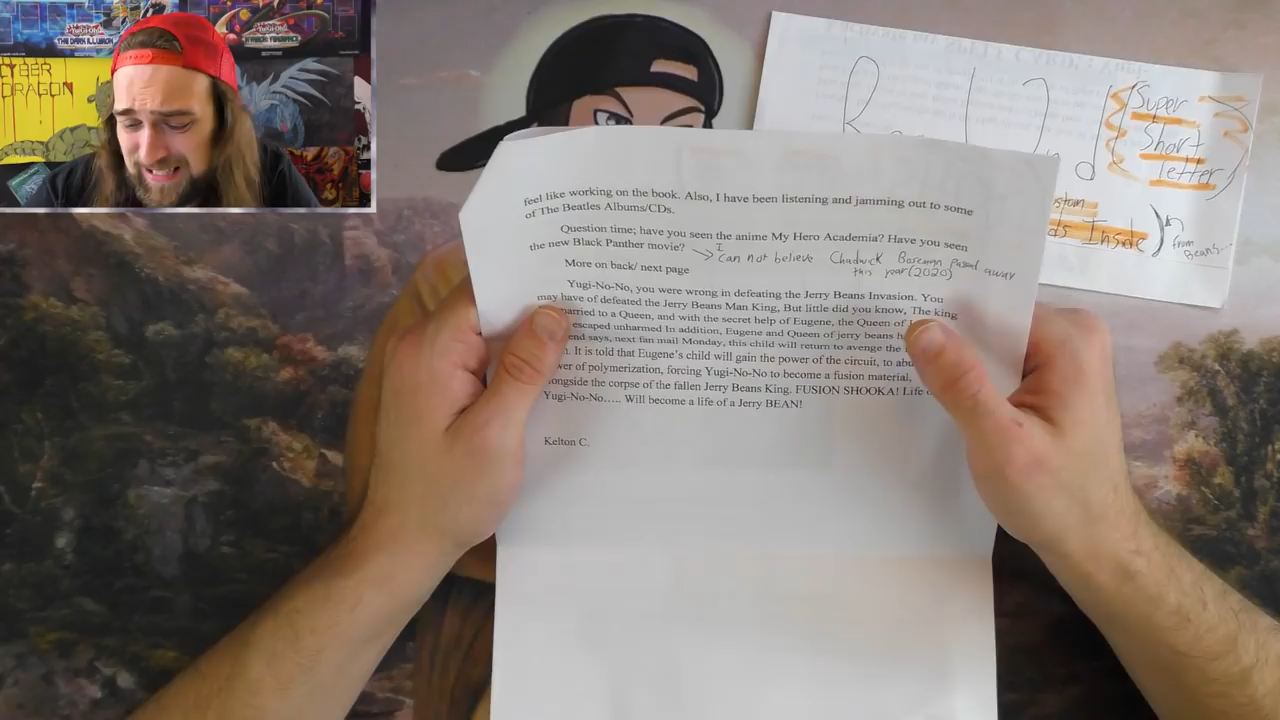 THE DARK ILLUSION
CYBER
DRAGON
Read
Super
Short
letter
Inside
from
Beans...
feel like working on the book. Also, I have been listening and jamming out to some
of The Beatles Albums/CDs.
Question time; have you seen the anime My Hero Academia? Have you seen
the new Black Panther movie? I
can not believe Chadwick Boseman Passed away
this year (2020)
More on back/ next page
Yugi-No-No, you were wrong in defeating the Jerry Beans Invasion. You
may have of defeated the Jerry Beans Man King, But little did you know, The king
married to a Queen, and with the secret help of Eugene, the Queen of
escaped unharmed In addition, Eugene and Queen of jerry beans
says, next fan mail Monday, this child will return to avenge the
It is told that Eugene's child will gain the power of the circuit, to
of polymerization, forcing Yugi-No-No to become a fusion material,
alongside the corpse of the fallen Jerry Beans King. FUSION SHOOKA! Life
Yugi-No-No..... Will become a life of a Jerry BEAN!
Kelton C.